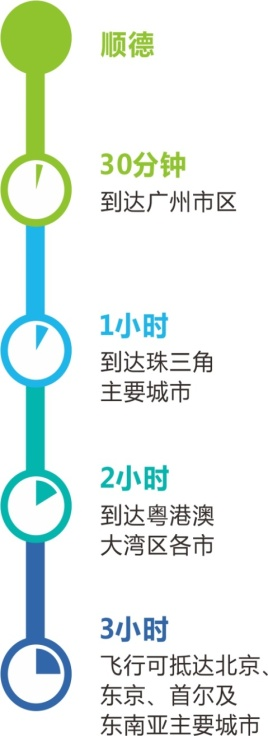 顺德
30分钟
到达广州市区
1小时
到达珠三角
主要城市
2小时
到达粤港澳
大湾区各市
3小时
飞行可抵达北京、
东京、首尔及
东南亚主要城市